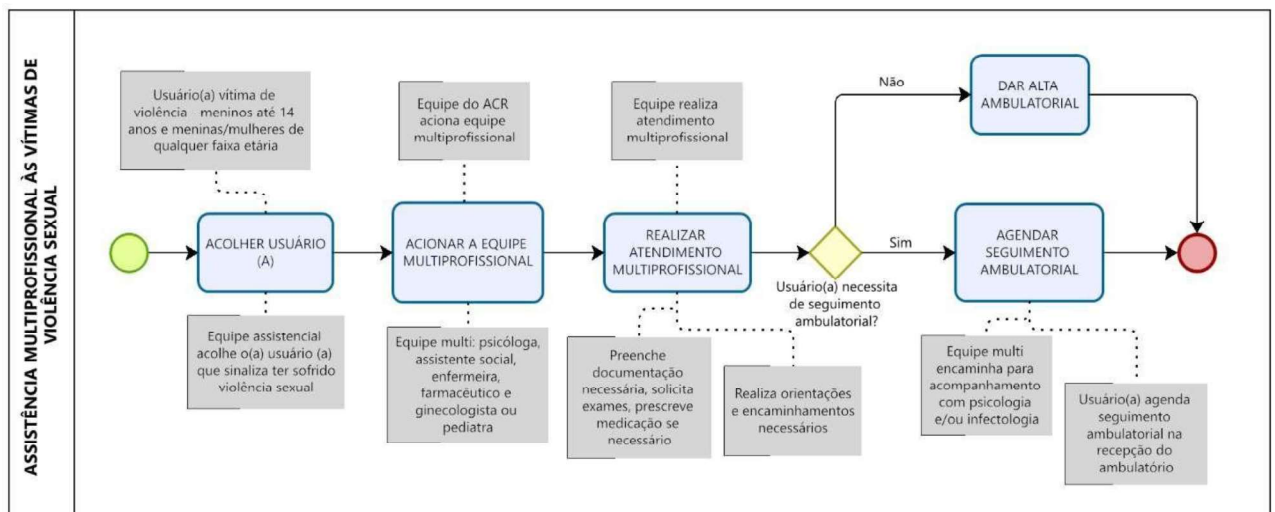 ASSISTÊNCIA MULTIPROFISSIONAL ÀS VÍTIMAS DE
VIOLÊNCIA SEXUAL
Usuário(a) vítima de
violência - meninos até 14
anos e meninas/mulheres de
qualquer faixa etária
ACOLHER USUÁRIO
(A)
Equipe assistencial
acolhe o(a) usuário (a)
que sinaliza ter sofrido
violência sexual
Equipe do ACR
aciona equipe
multiprofissional
ACIONAR A EQUIPE
MULTIPROFISSIONAL
Equipe multi: psicóloga,
assistente social,
enfermeira,
farmacêutico e
ginecologista ou
pediatra
Equipe realiza
atendimento
multiprofissional
REALIZAR
ATENDIMENTO
MULTIPROFISSIONAL
Preenche
documentação
necessária, solicita
exames, prescreve
medicação se
necessário
Realiza orientações
e encaminhamentos
necessários
Usuário(a) necessita
de seguimento
ambulatorial?
Não
DAR ALTA
AMBULATORIAL
Sim
AGENDAR
SEGUIMENTO
AMBULATORIAL
Equipe multi
encaminha para
acompanhamento
com psicologia
e/ou infectologia
Usuário(a) agenda
seguimento
ambulatorial na
recepção do
ambulatório